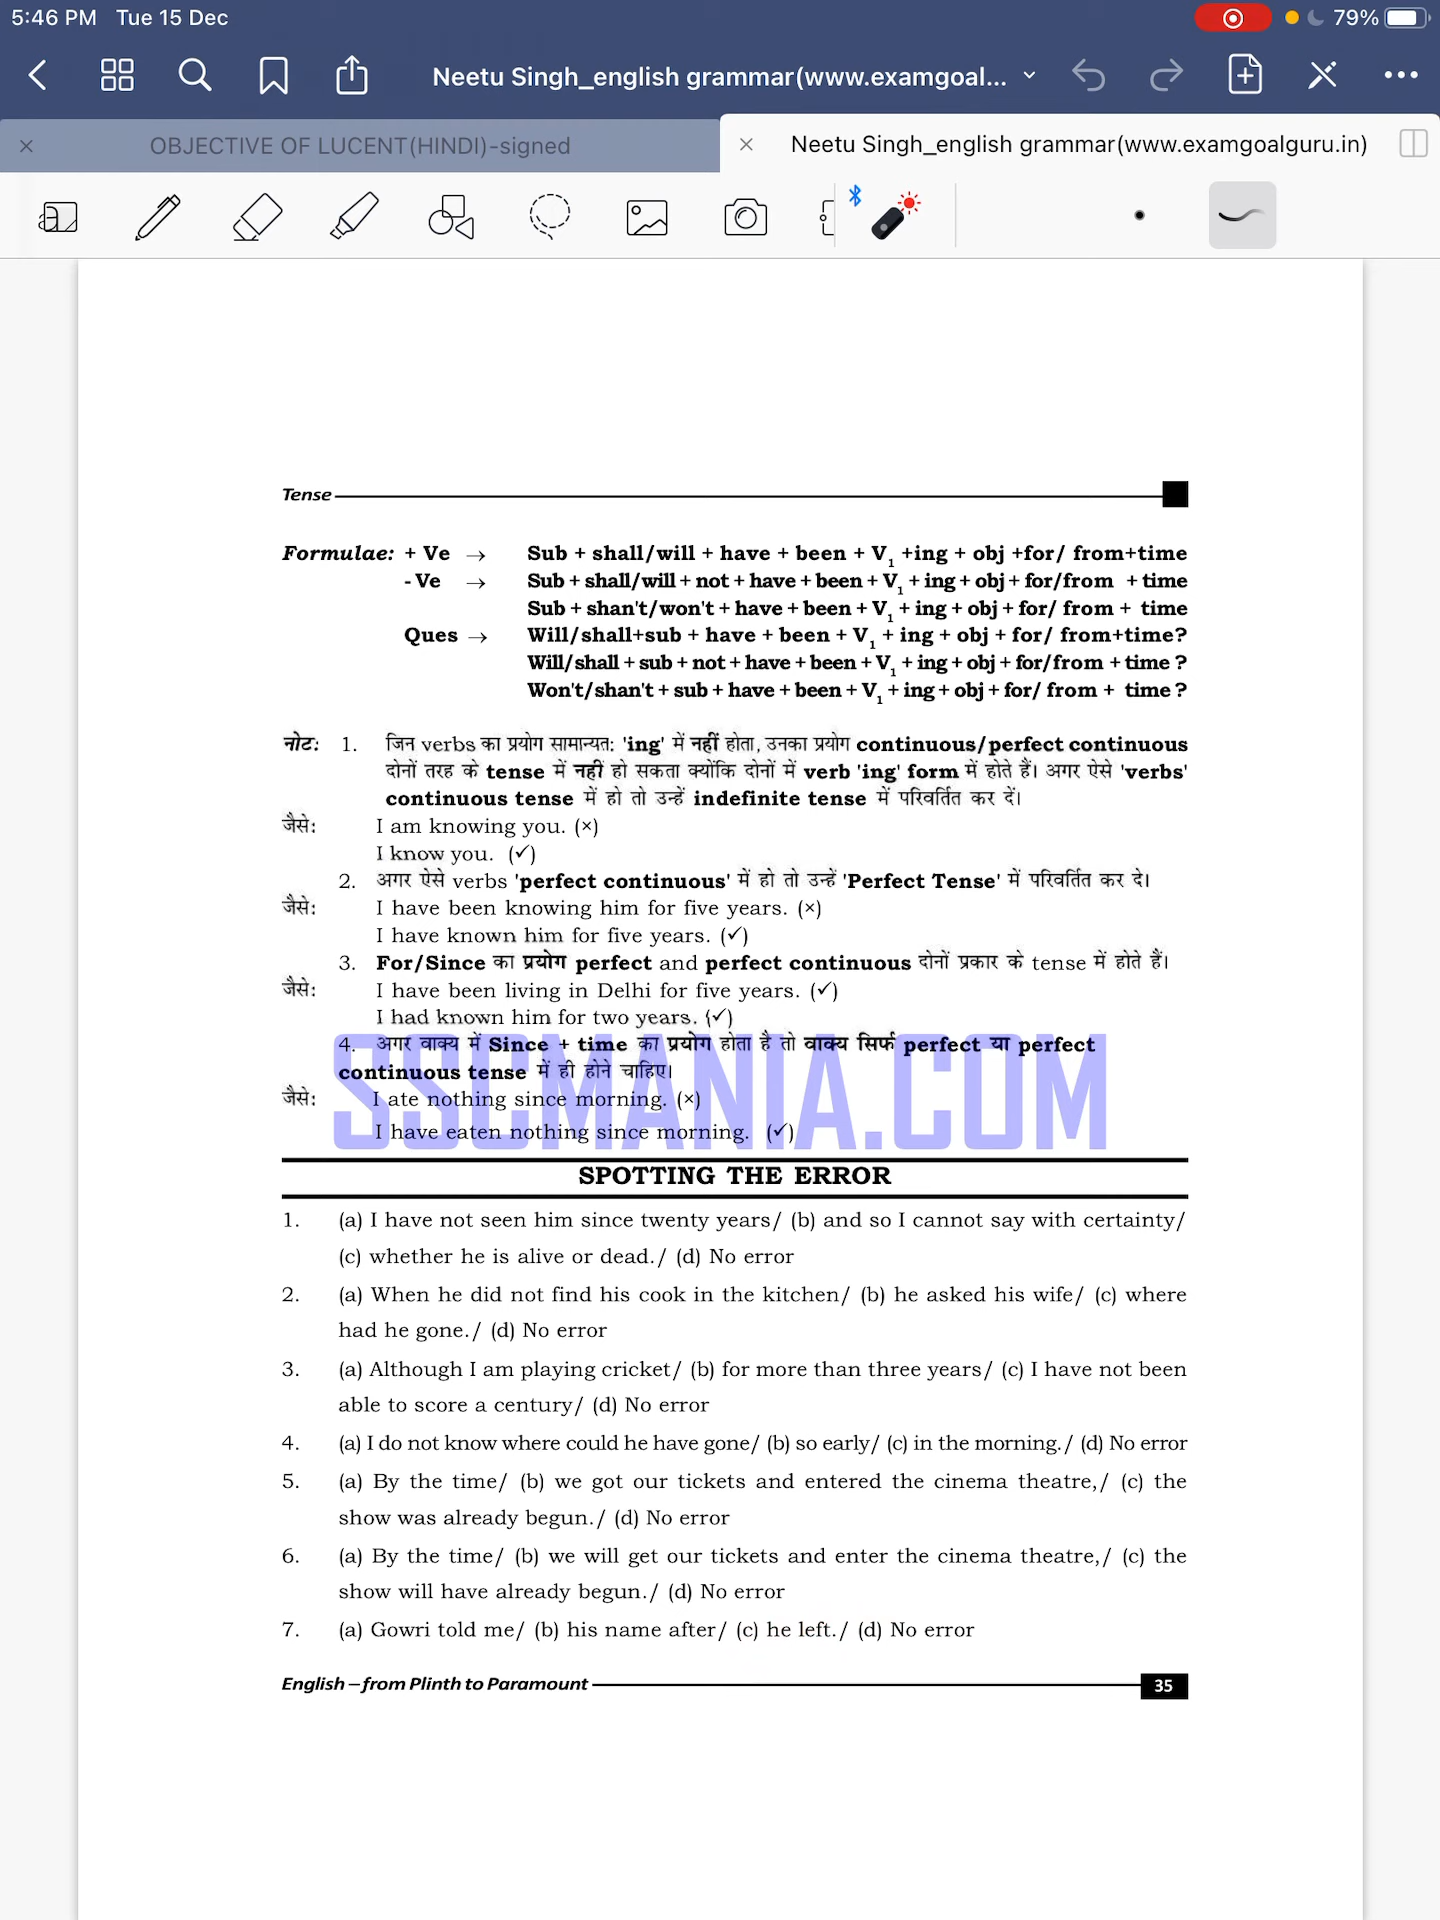 5:46 PM Tue 15 Dec
79%
Neetu Singh_english grammar(www.examgoal...
OBJECTIVE OF LUCENT(HINDI)-signed
Neetu Singh_english grammar(www.examgoalguru.in)
Tense
Formulae: + Ve → Sub + shall/will + have + been + V₁ +ing + obj +for/ from+time
- Ve → Sub + shall/will + not + have + been + V₁ + ing + obj + for/from + time
Sub + shan't/won't + have + been + V₁ + ing + obj + for/ from + time
Ques → Will/shall+sub + have + been + V₁ + ing + obj + for/ from+time?
Will/shall + sub + not + have + been + V₁ + ing + obj + for/from + time ?
Won't/shan't + sub + have + been + V₁ + ing + obj + for/ from + time ?
नोट: 1. जिन verbs का प्रयोग सामान्यत: 'ing' में नहीं होता, उनका प्रयोग continuous/perfect continuous
दोनों तरह के tense में नहीं हो सकता क्योंकि दोनों में verb 'ing' form में होते हैं। अगर ऐसे 'verbs'
continuous tense में हो तो उन्हें indefinite tense में परिवर्तित कर दें।
जैसे: I am knowing you. (×)
I know you. (✓)
2. अगर ऐसे verbs 'perfect continuous' में हो तो उन्हें 'Perfect Tense' में परिवर्तित कर दे।
जैसे: I have been knowing him for five years. (×)
I have known him for five years. (✓)
3. For/Since का प्रयोग perfect and perfect continuous दोनों प्रकार के tense में होते हैं।
जैसे: I have been living in Delhi for five years. (✓)
I had known him for two years. (✓)
4. अगर वाक्य में Since + time का प्रयोग होता है तो वाक्य सिर्फ perfect या perfect
continuous tense में ही होने चाहिए।
जैसे: I ate nothing since morning. (×)
I have eaten nothing since morning. (✓)
SSCMANIA.COM
SPOTTING THE ERROR
1. (a) I have not seen him since twenty years/ (b) and so I cannot say with certainty/
(c) whether he is alive or dead./ (d) No error
2. (a) When he did not find his cook in the kitchen/ (b) he asked his wife/ (c) where
had he gone./ (d) No error
3. (a) Although I am playing cricket/ (b) for more than three years/ (c) I have not been
able to score a century/ (d) No error
4. (a) I do not know where could he have gone/ (b) so early/ (c) in the morning./ (d) No error
5. (a) By the time/ (b) we got our tickets and entered the cinema theatre,/ (c) the
show was already begun./ (d) No error
6. (a) By the time/ (b) we will get our tickets and enter the cinema theatre,/ (c) the
show will have already begun./ (d) No error
7. (a) Gowri told me/ (b) his name after/ (c) he left./ (d) No error
English – from Plinth to Paramount 35